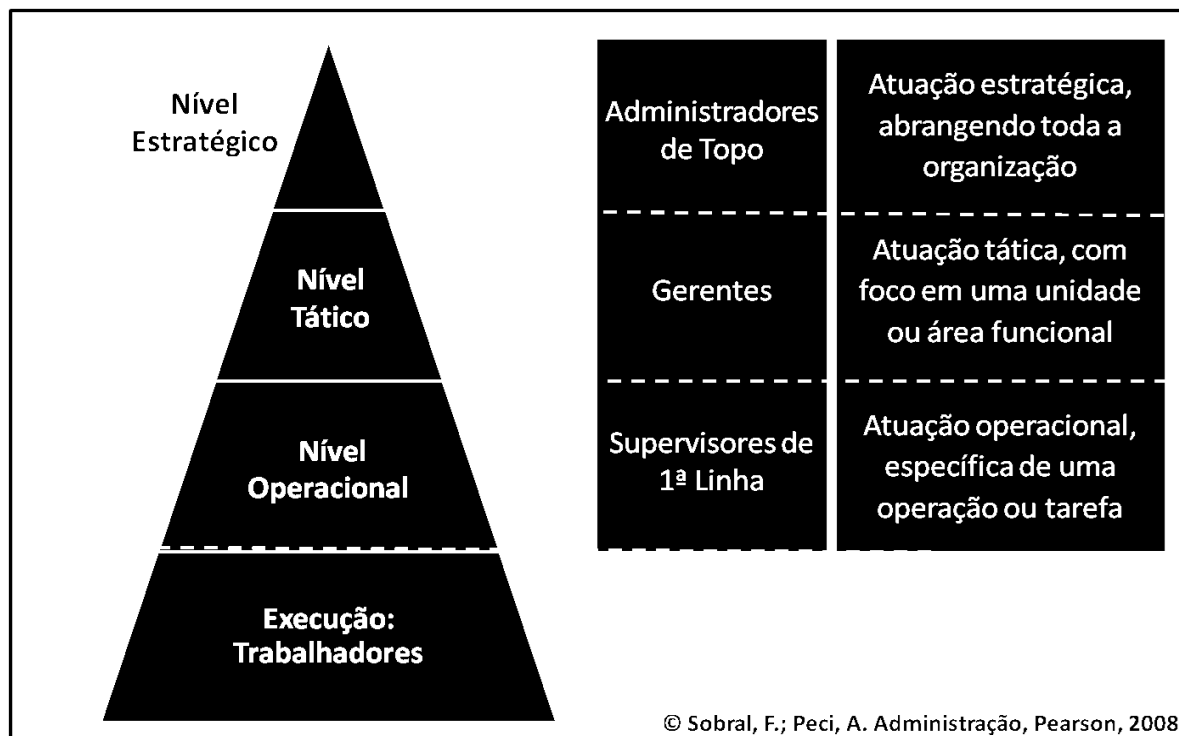 Nível
Estratégico
Nível
Tático
Nível
Operacional
Execução:
Trabalhadores
Administradores
de Topo
Atuação estratégica,
abrangendo toda a
organização
Gerentes
Atuação tática, com
foco em uma unidade
ou área funcional
Supervisores de
1ª Linha
Atuação operacional,
específica de uma
operação ou tarefa
© Sobral, F.; Peci, A. Administração, Pearson, 2008